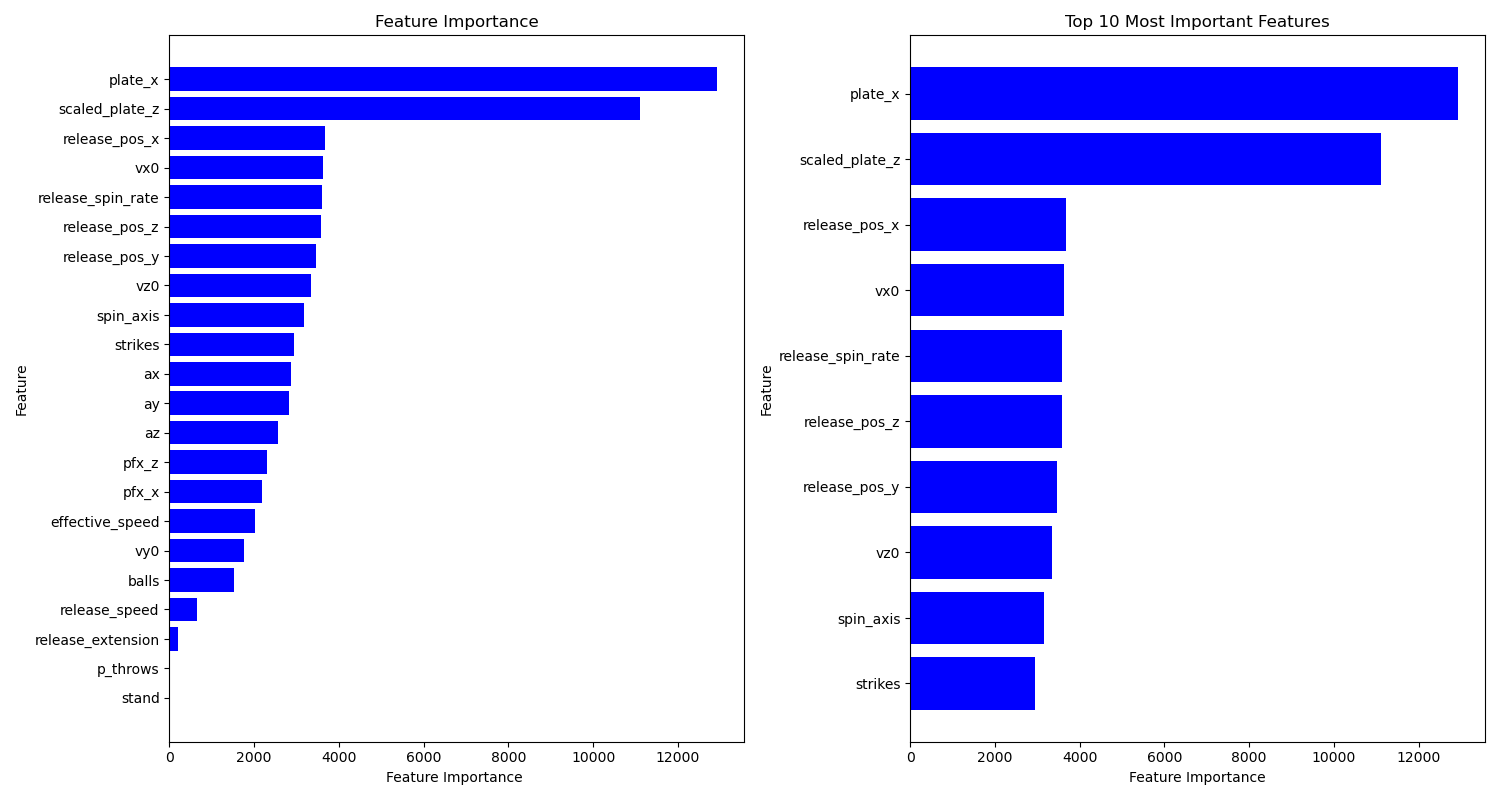 Feature Importance
plate_x
scaled_plate_z
release_pos_x
vx0
release_spin_rate
release_pos_z
release_pos_y
vz0
spin_axis
strikes
ax
ay
az
pfx_z
pfx_x
effective_speed
vy0
balls
release_speed
release_extension
p_throws
stand
Feature
0 2000 4000 6000 8000 10000 12000
Feature Importance
Top 10 Most Important Features
plate_x
scaled_plate_z
release_pos_x
vx0
release_spin_rate
release_pos_z
release_pos_y
vz0
spin_axis
strikes
Feature
0 2000 4000 6000 8000 10000 12000
Feature Importance